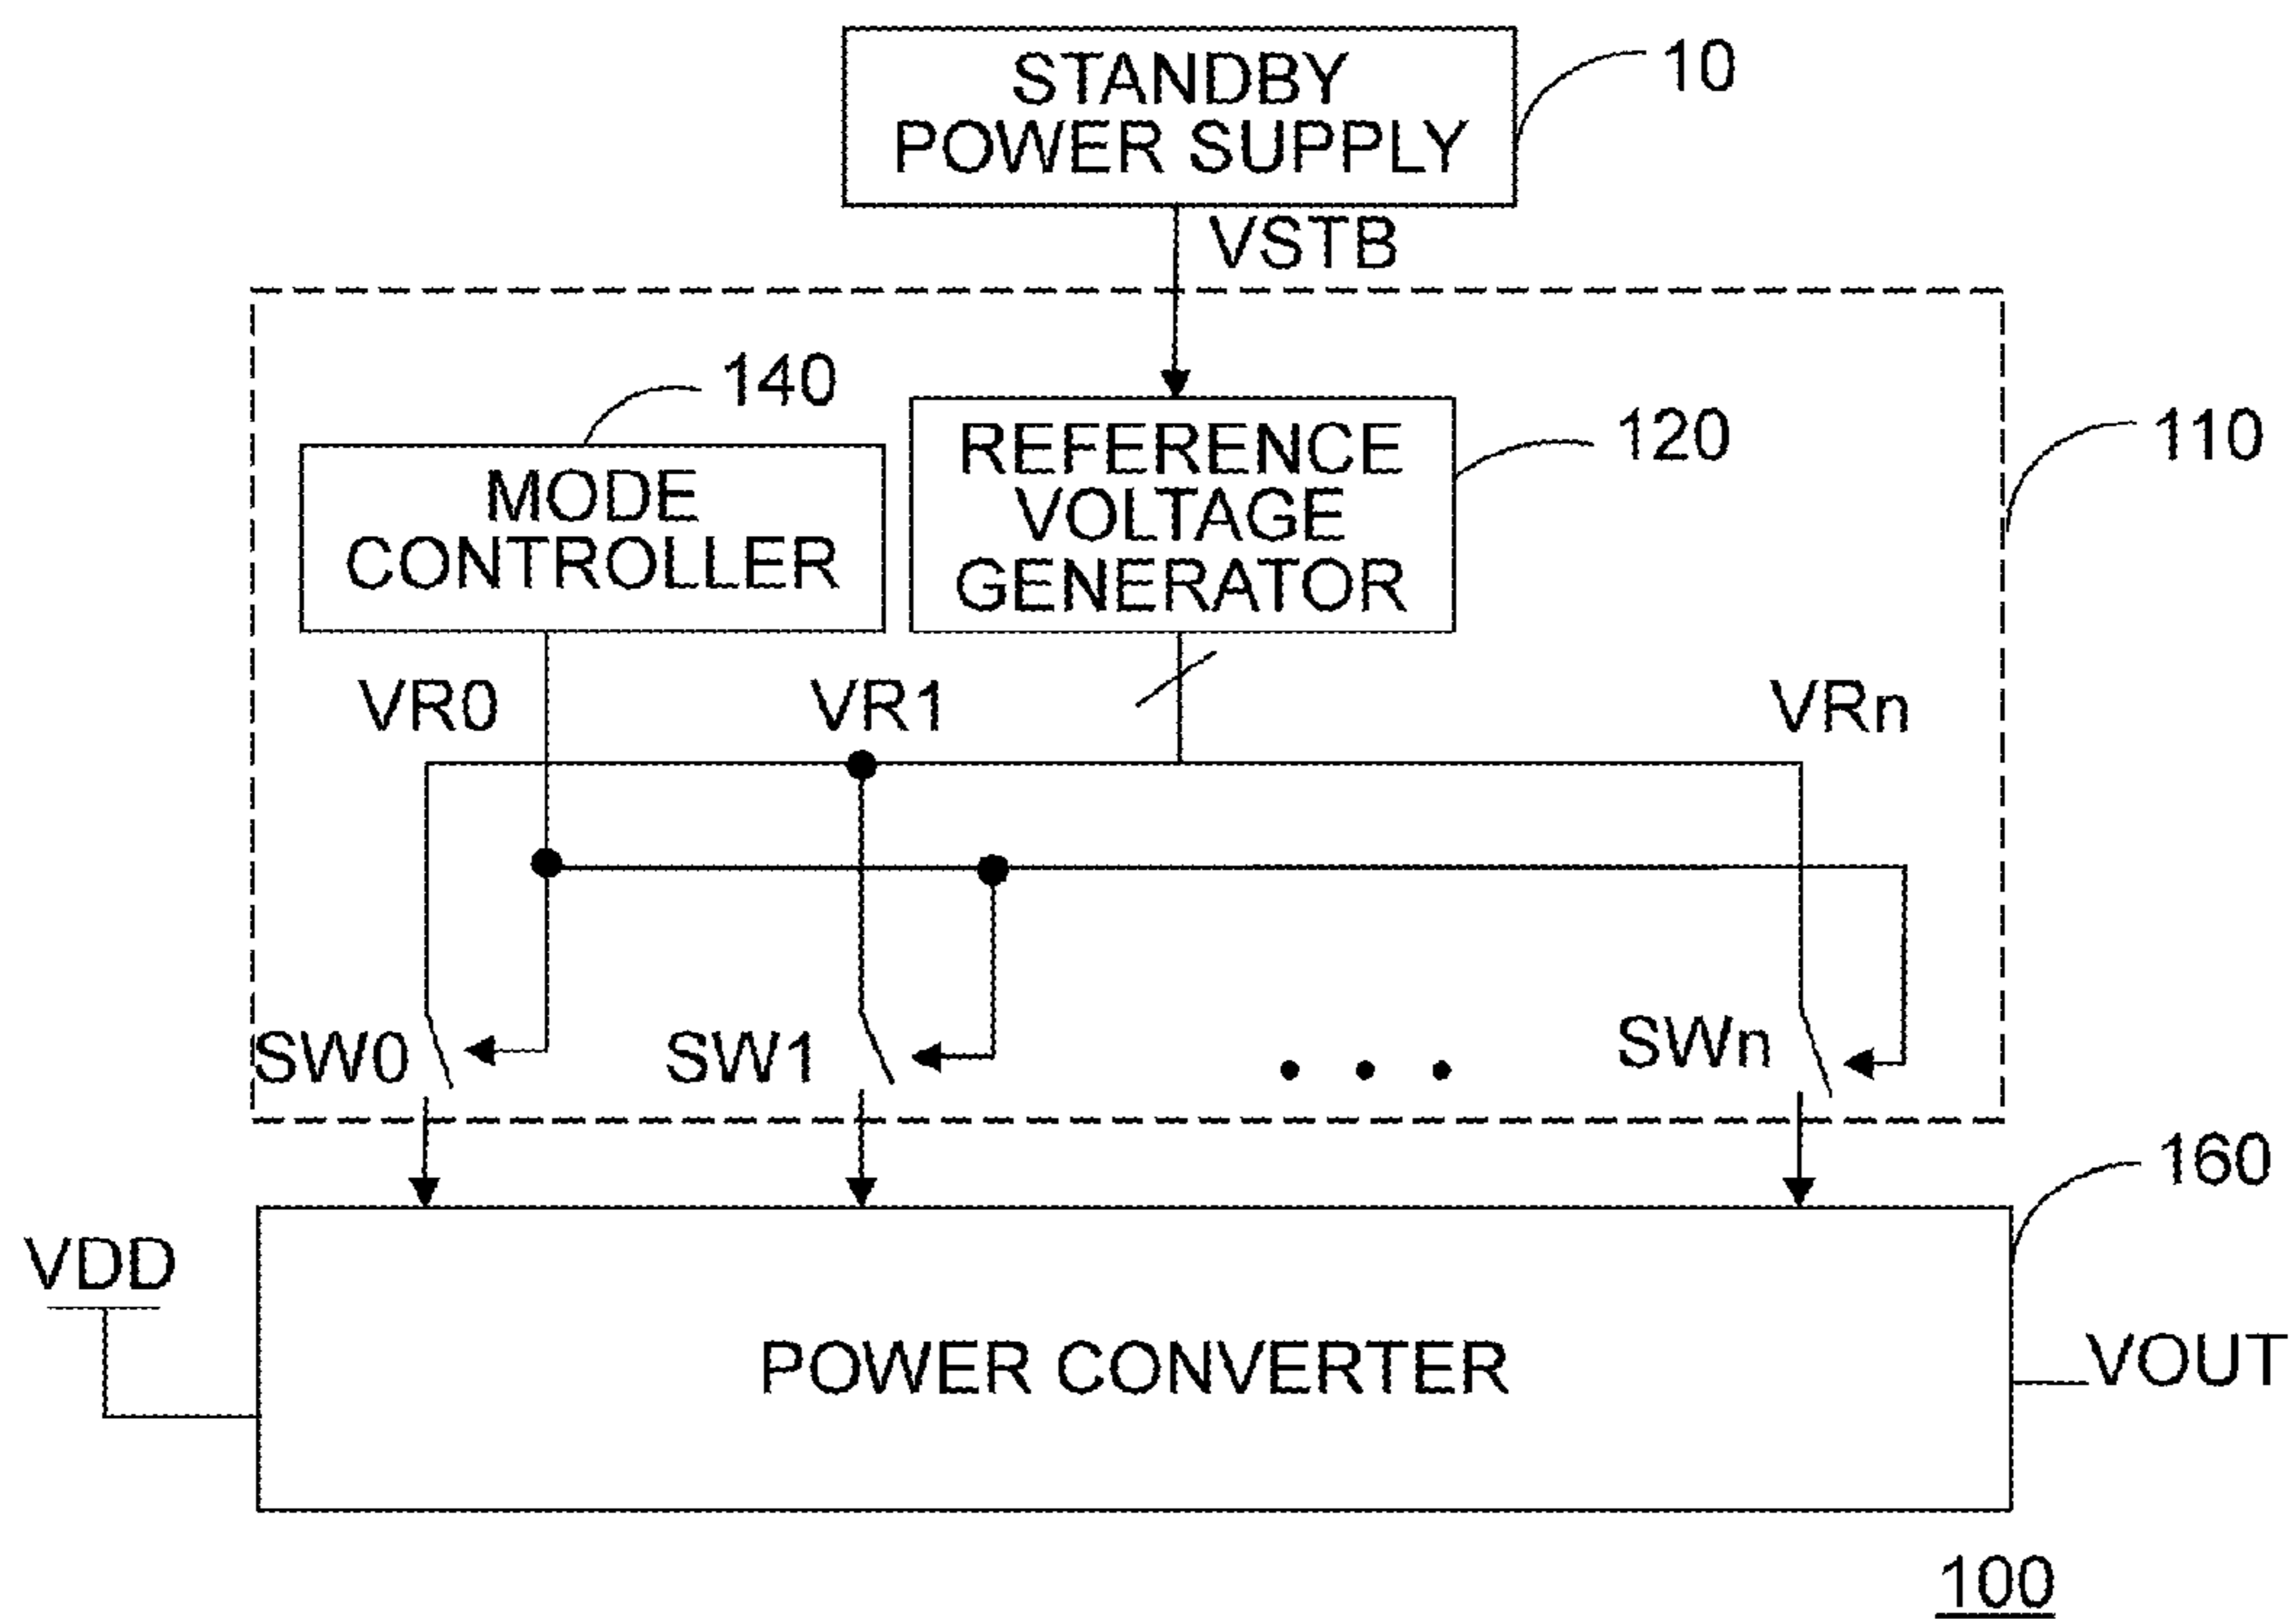 STANDBY
POWER SUPPLY
10
VSTB
140
MODE
CONTROLLER
REFERENCE
VOLTAGE
GENERATOR
120
110
VR0
VR1
VRn
SW0
SW1
SWn
160
VDD
POWER CONVERTER
VOUT
100